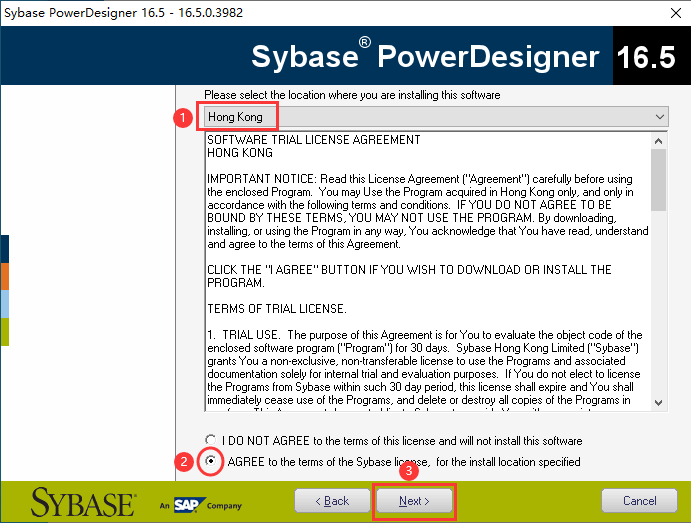 Sybase PowerDesigner 16.5 - 16.5.0.3982
Sybase® PowerDesigner 16.5
Please select the location where you are installing this software
1 Hong Kong
SOFTWARE TRIAL LICENSE AGREEMENT
HONG KONG
IMPORTANT NOTICE: Read this License Agreement ("Agreement") carefully before using
the enclosed Program. You may Use the Program acquired in Hong Kong only, and only in
accordance with the following terms and conditions. IF YOU DO NOT AGREE TO BE
BOUND BY THESE TERMS, YOU MAY NOT USE THE PROGRAM. By downloading,
installing, or using the Program in any way, You acknowledge that You have read, understand
and agree to the terms of this Agreement.
CLICK THE "I AGREE" BUTTON IF YOU WISH TO DOWNLOAD OR INSTALL THE
PROGRAM.
TERMS OF TRIAL LICENSE.
1. TRIAL USE. The purpose of this Agreement is for You to evaluate the object code of the
enclosed software program ("Program") for 30 days. Sybase Hong Kong Limited ("Sybase")
grants You a non-exclusive, non-transferable license to use the Programs and associated
documentation solely for internal trial and evaluation purposes. If You do not elect to license
the Programs from Sybase within such 30 day period, this license shall expire and You shall
immediately cease use of the Programs, and delete or destroy all copies of the Programs in
I DO NOT AGREE to the terms of this license and will not install this software
2 AGREE to the terms of the Sybase license, for the install location specified
3
SYBASE® An SAP Company
< Back
Next >
Cancel